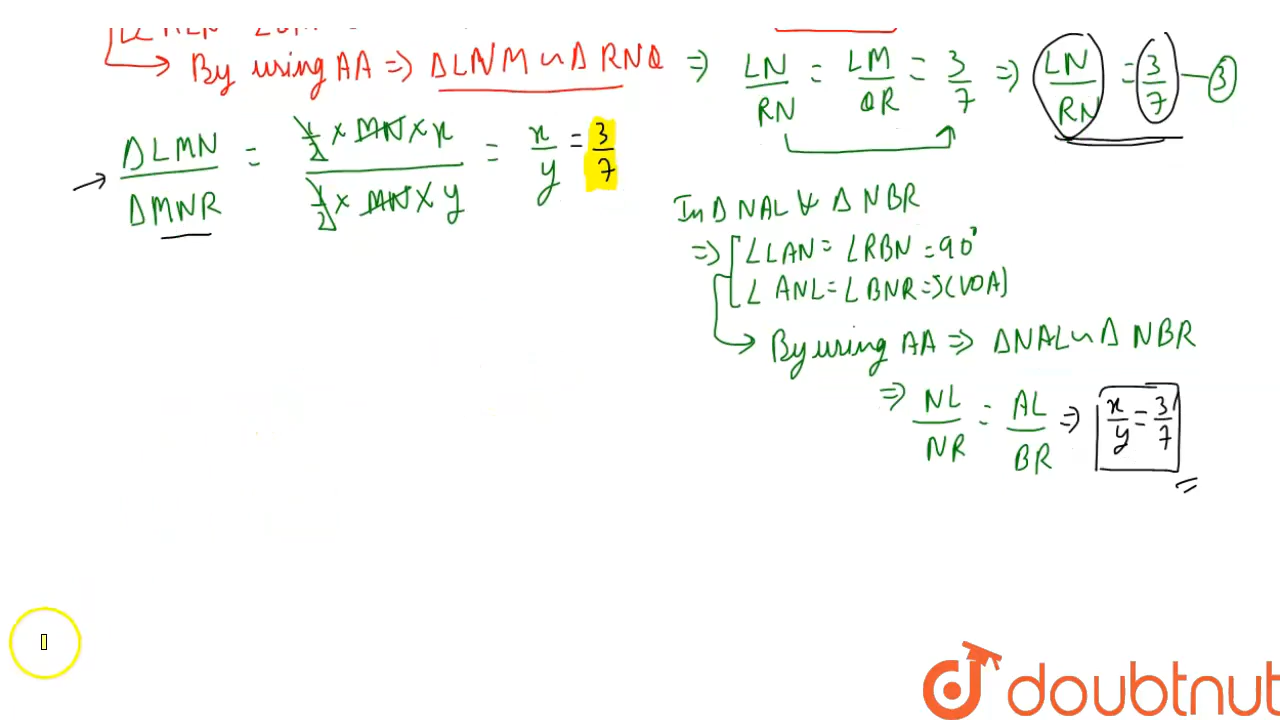 By using AA ⇒ ΔLNM ∽ Δ RNQ ⇒ LN/RN = LM/QR = 3/7 ⇒ LN/RN = 3/7 — 3
ΔLMN/ΔMNR = (1/2 × MN × x)/(1/2 × MN × y) = x/y = 3/7
In Δ NAL & Δ NBR
⇒ ∠LAN = ∠RBN = 90°
∠ ANL = ∠ BNR ⇒ (VOA)
By using AA ⇒ ΔNAL ∽ Δ NBR
⇒ NL/NR = AL/BR ⇒ x/y = 3/7
doubtnut